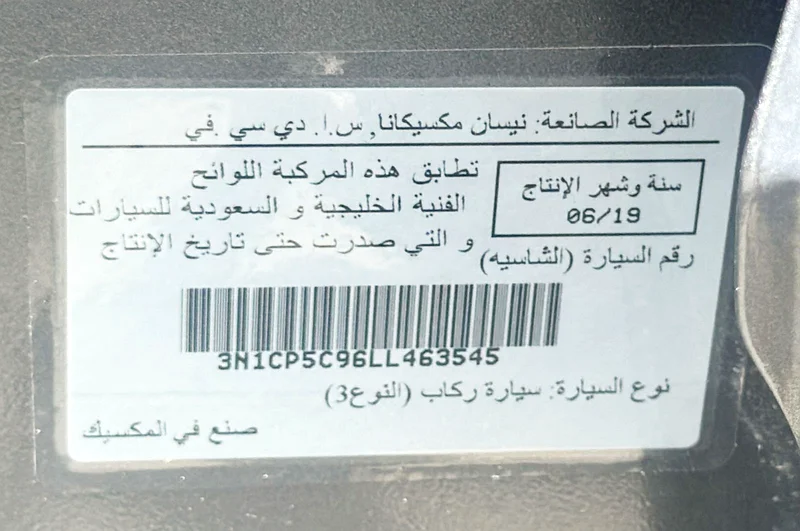 الشركة الصانعة: نيسان مكسيكانا, س.ا. دي سي .في
سنة وشهر الإنتاج
06/19
تطابق هذه المركبة اللوائح
الفنية الخليجية و السعودية للسيارات
و التي صدرت حتى تاريخ الإنتاج
رقم السيارة (الشاسيه)
3N1CP5C96LL463545
نوع السيارة: سيارة ركاب (النوع3)
صنع في المكسيك